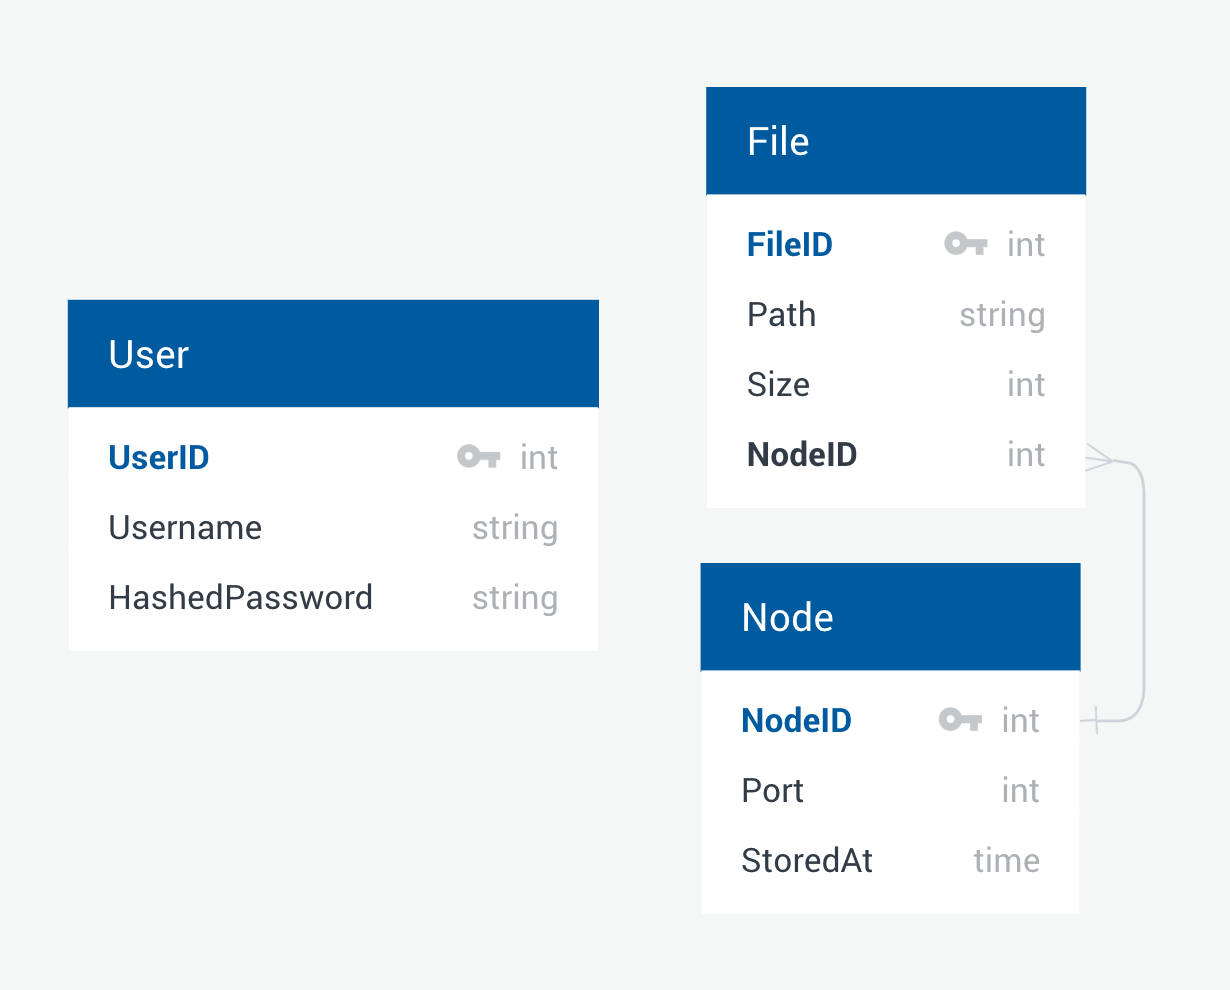 User
UserID int
Username string
HashedPassword string
File
FileID int
Path string
Size int
NodeID int
Node
NodeID int
Port int
StoredAt time